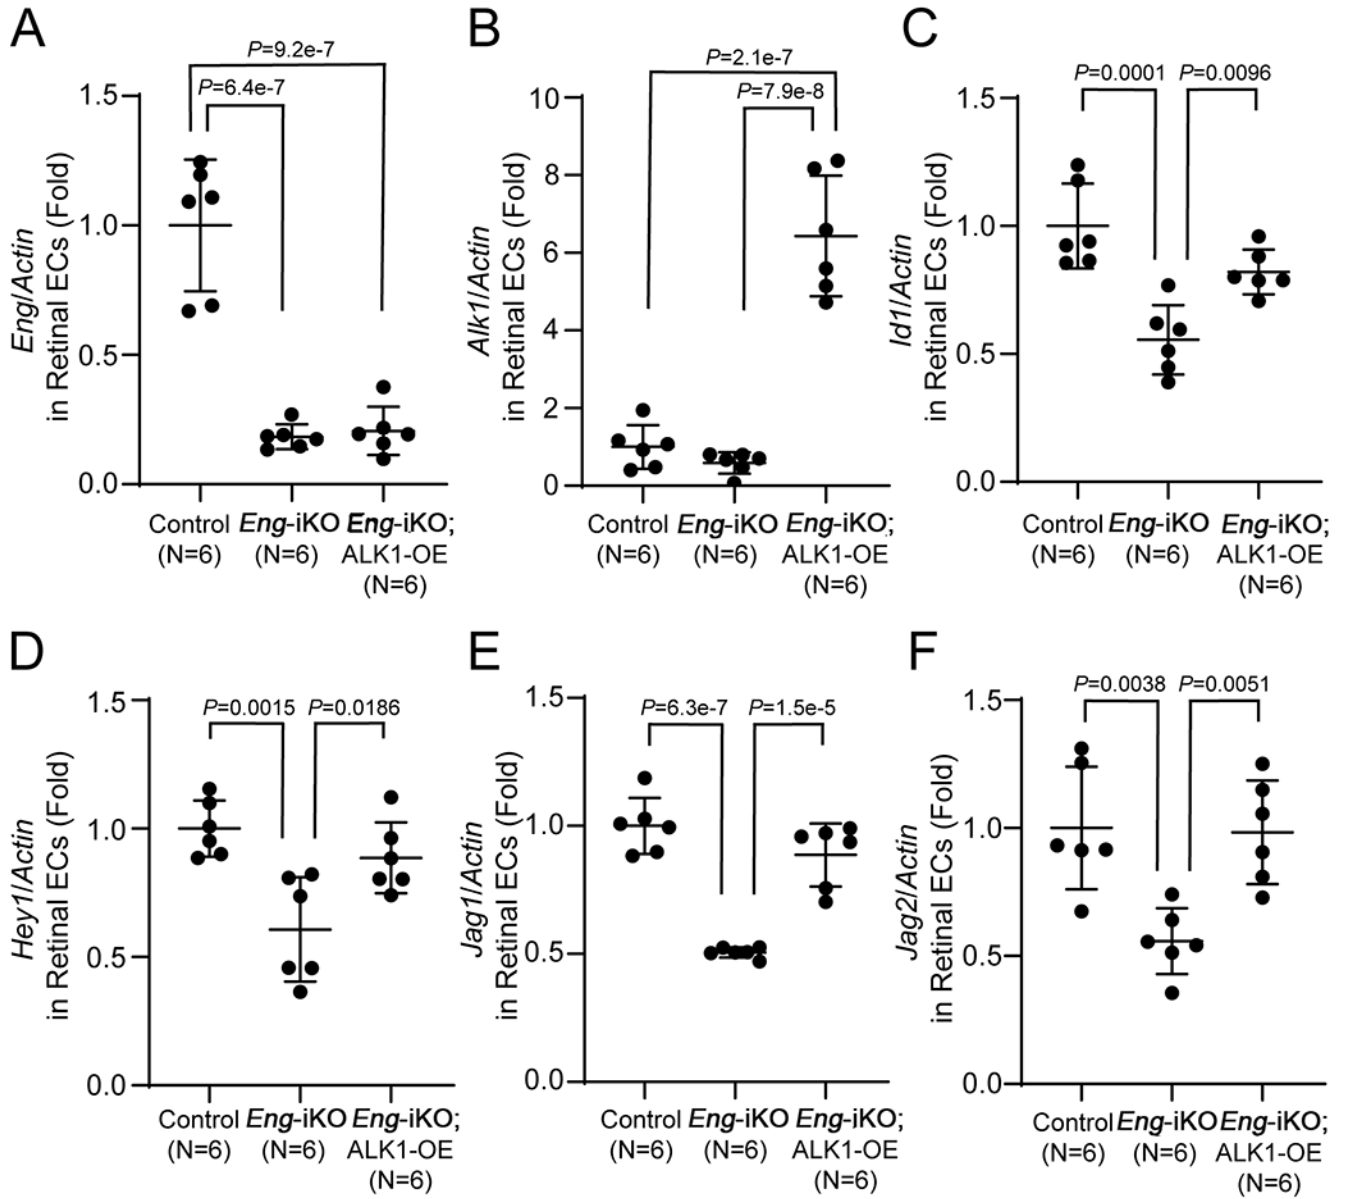 A
P=9.2e-7
P=6.4e-7
Eng/Actin
in Retinal ECs (Fold)
1.5
1.0
0.5
0.0
Control Eng-iKO Eng-iKO;
(N=6) (N=6) ALK1-OE
(N=6)
B
P=2.1e-7
P=7.9e-8
Alk1/Actin
in Retinal ECs (Fold)
10
8
6
4
2
0
Control Eng-iKO Eng-iKO;
(N=6) (N=6) ALK1-OE
(N=6)
C
P=0.0001 P=0.0096
Id1/Actin
in Retinal ECs (Fold)
1.5
1.0
0.5
0.0
Control Eng-iKO Eng-iKO;
(N=6) (N=6) ALK1-OE
(N=6)
D
P=0.0015 P=0.0186
Hey1/Actin
in Retinal ECs (Fold)
1.5
1.0
0.5
0.0
Control Eng-iKO Eng-iKO;
(N=6) (N=6) ALK1-OE
(N=6)
E
P=6.3e-7 P=1.5e-5
Jag1/Actin
in Retinal ECs (Fold)
1.5
1.0
0.5
0.0
Control Eng-iKO Eng-iKO;
(N=6) (N=6) ALK1-OE
(N=6)
F
P=0.0038 P=0.0051
Jag2/Actin
in Retinal ECs (Fold)
1.5
1.0
0.5
0.0
Control Eng-iKO Eng-iKO;
(N=6) (N=6) ALK1-OE
(N=6)